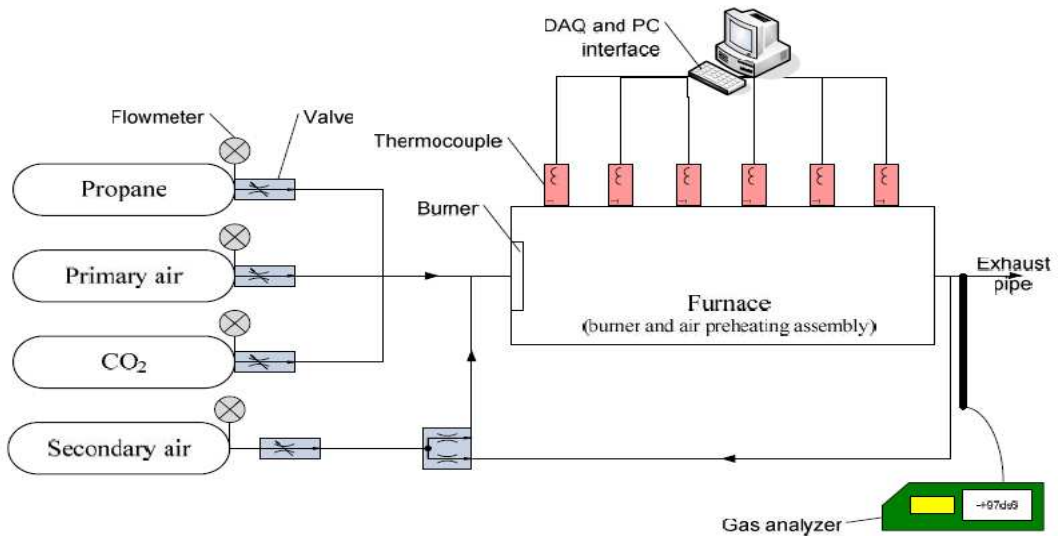 DAQ and PC
interface
Flowmeter
Valve
Thermocouple
Propane
Burner
Primary air
Exhaust
pipe
Furnace
(burner and air preheating assembly)
CO₂
Secondary air
Gas analyzer